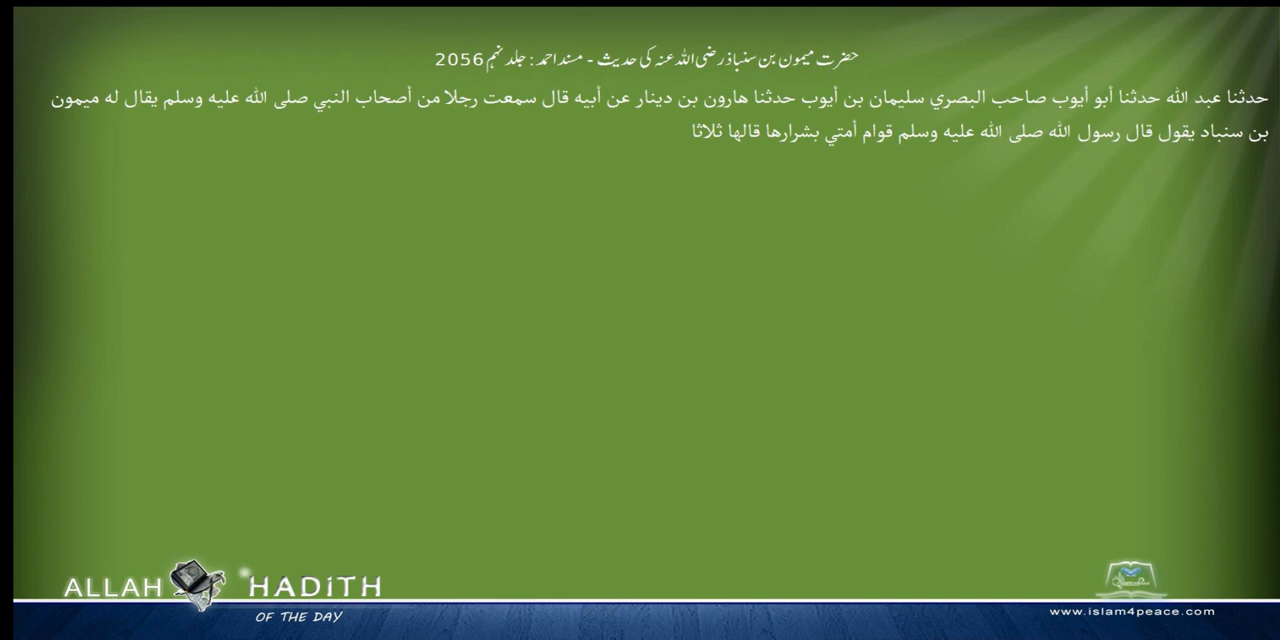 حضرت میمون بن سنباذ رضی اللہ عنہ کی حدیث - مسند احمد : جلد نہم 2056
حدثنا عبد الله حدثنا أبو أيوب صاحب البصري سليمان بن أيوب حدثنا هارون بن دينار عن أبيه قال سمعت رجلا من أصحاب النبي صلى الله عليه وسلم يقال له ميمون
بن سنباد يقول قال رسول الله صلى الله عليه وسلم قوام أمتي بشرارها قالها ثلاثا
ALLAH HADITH
OF THE DAY
www.islam4peace.com